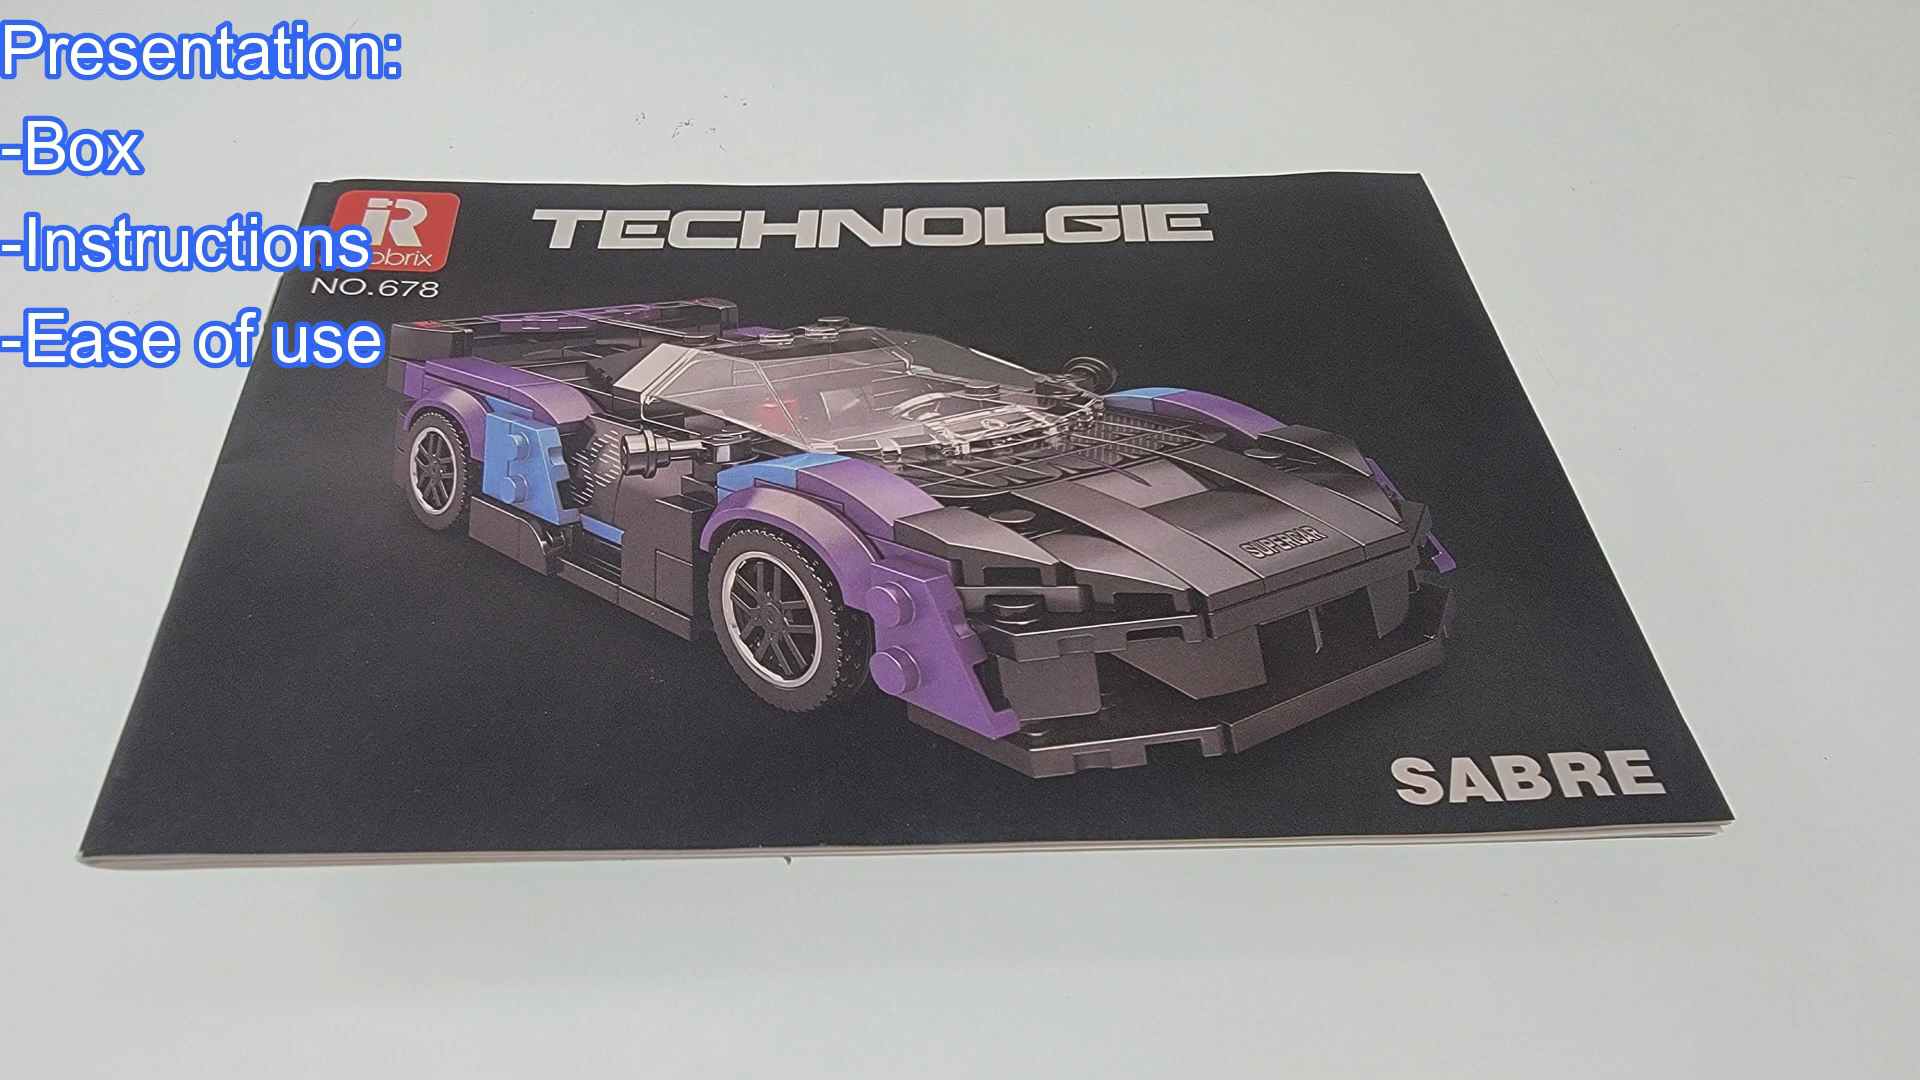 Presentation:
-Box
-Instructions
-Ease of use
TECHNOLGIE
NO.678
SUPERCAR
SABRE